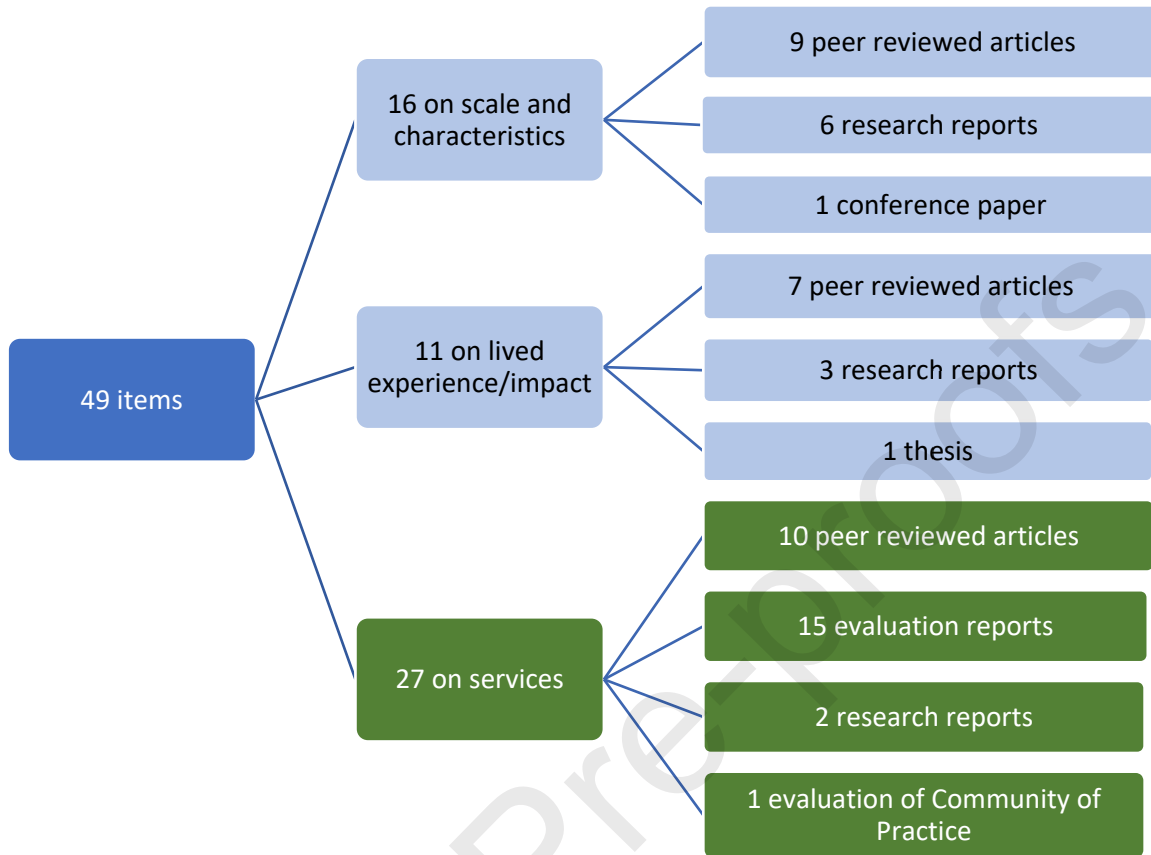 9 peer reviewed articles
16 on scale and
characteristics
6 research reports
1 conference paper
7 peer reviewed articles
11 on lived
experience/impact
3 research reports
49 items
1 thesis
10 peer reviewed articles
15 evaluation reports
27 on services
2 research reports
1 evaluation of Community of
Practice
Pre-proofs